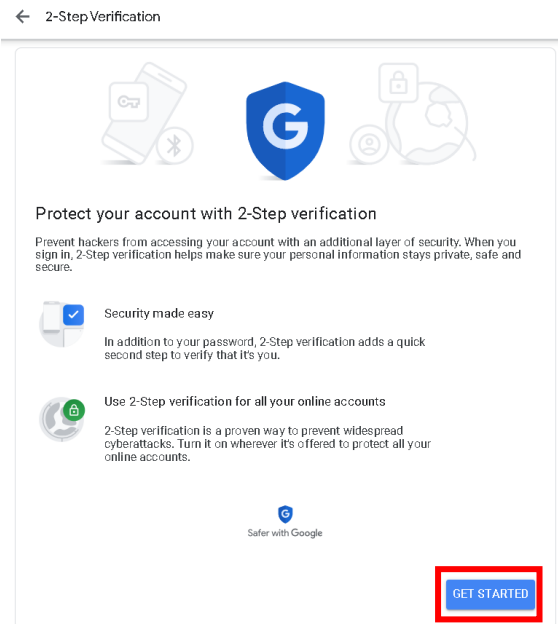 2-Step Verification
G
Protect your account with 2-Step verification
Prevent hackers from accessing your account with an additional layer of security. When you
sign in, 2-Step verification helps make sure your personal information stays private, safe and
secure.
Security made easy
In addition to your password, 2-Step verification adds a quick
second step to verify that it's you.
Use 2-Step verification for all your online accounts
2-Step verification is a proven way to prevent widespread
cyberattacks. Turn it on wherever it's offered to protect all your
online accounts.
G
Safer with Google
GET STARTED